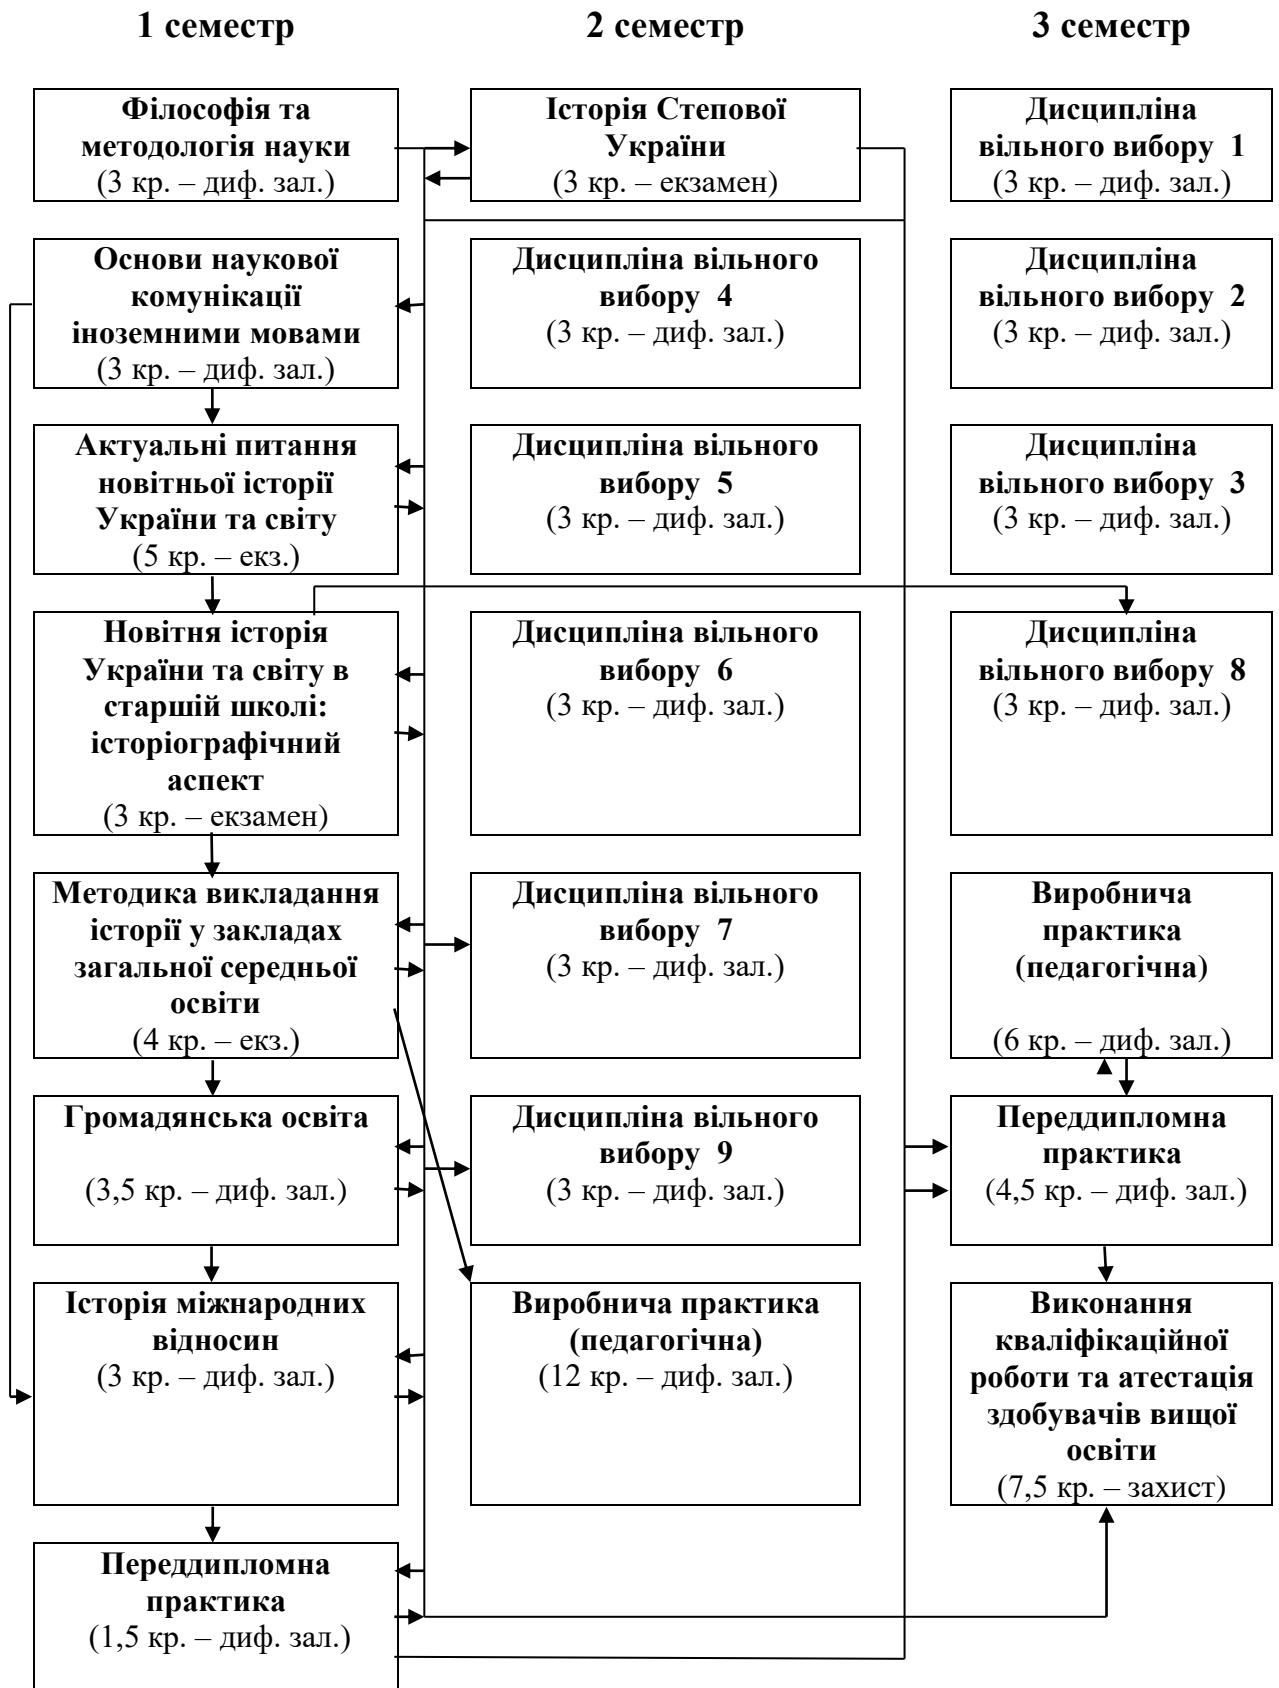 1 семестр
2 семестр
3 семестр
Філософія та
методологія науки
(3 кр. – диф. зал.)
Історія Степової
України
(3 кр. – екзамен)
Дисципліна
вільного вибору 1
(3 кр. – диф. зал.)
Основи наукової
комунікації
іноземними мовами
(3 кр. – диф. зал.)
Дисципліна вільного
вибору 4
(3 кр. – диф. зал.)
Дисципліна
вільного вибору 2
(3 кр. – диф. зал.)
Актуальні питання
новітньої історії
України та світу
(5 кр. – екз.)
Дисципліна вільного
вибору 5
(3 кр. – диф. зал.)
Дисципліна
вільного вибору 3
(3 кр. – диф. зал.)
Новітня історія
України та світу в
старшій школі:
історіографічний
аспект
(3 кр. – екзамен)
Дисципліна вільного
вибору 6
(3 кр. – диф. зал.)
Дисципліна
вільного вибору 8
(3 кр. – диф. зал.)
Методика викладання
історії у закладах
загальної середньої
освіти
(4 кр. – екз.)
Дисципліна вільного
вибору 7
(3 кр. – диф. зал.)
Виробнича
практика
(педагогічна)
(6 кр. – диф. зал.)
Громадянська освіта
(3,5 кр. – диф. зал.)
Дисципліна вільного
вибору 9
(3 кр. – диф. зал.)
Переддипломна
практика
(4,5 кр. – диф. зал.)
Історія міжнародних
відносин
(3 кр. – диф. зал.)
Виробнича практика
(педагогічна)
(12 кр. – диф. зал.)
Виконання
кваліфікаційної
роботи та атестація
здобувачів вищої
освіти
(7,5 кр. – захист)
Переддипломна
практика
(1,5 кр. – диф. зал.)